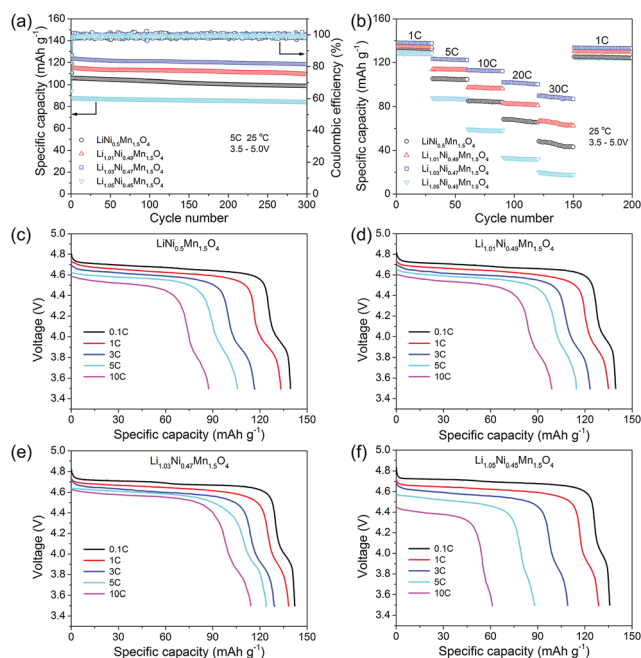 (a)
160
140
120
100
80
60
40
20
0
0 50 100 150 200 250 300
Cycle number
Specific capacity (mAh g-1)
100
80
60
40
20
0
Coulombic efficiency (%)
LiNi0.5Mn1.5O4
Li1.01Ni0.49Mn1.5O4
Li1.03Ni0.47Mn1.5O4
Li1.05Ni0.45Mn1.5O4
5C 25 °C
3.5 - 5.0V
(b)
160
120
80
40
0
0 50 100 150 200
Cycle number
Specific capacity (mAh g-1)
1C
5C
10C
20C
30C
1C
LiNi0.5Mn1.5O4
Li1.01Ni0.49Mn1.5O4
Li1.03Ni0.47Mn1.5O4
Li1.05Ni0.45Mn1.5O4
25 °C
3.5 - 5.0V
(c)
LiNi0.5Mn1.5O4
4.8
4.5
4.2
3.9
3.6
3.3
Voltage (V)
0.1C
1C
3C
5C
10C
0 30 60 90 120 150
Specific capacity (mAh g-1)
(d)
Li1.01Ni0.49Mn1.5O4
5.0
4.8
4.6
4.4
4.2
4.0
3.8
3.6
3.4
Voltage (V)
0.1C
1C
3C
5C
10C
0 30 60 90 120 150
Specific capacity (mAh g-1)
(e)
Li1.03Ni0.47Mn1.5O4
5.0
4.8
4.6
4.4
4.2
4.0
3.8
3.6
3.4
Voltage (V)
0.1C
1C
3C
5C
10C
0 30 60 90 120 150
Specific capacity (mAh g-1)
(f)
Li1.05Ni0.45Mn1.5O4
5.0
4.8
4.6
4.4
4.2
4.0
3.8
3.6
3.4
Voltage (V)
0.1C
1C
3C
5C
10C
0 30 60 90 120 150
Specific capacity (mAh g-1)